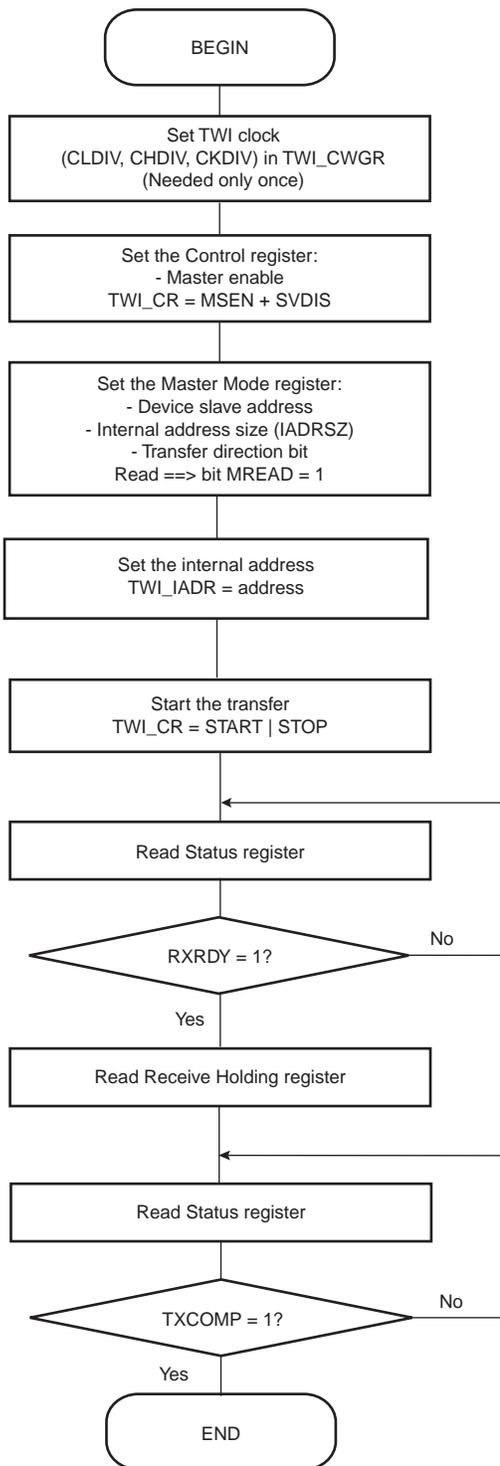 BEGIN
Set TWI clock
(CLDIV, CHDIV, CKDIV) in TWI_CWGR
(Needed only once)
Set the Control register:
- Master enable
TWI_CR = MSEN + SVDIS
Set the Master Mode register:
- Device slave address
- Internal address size (IADRSZ)
- Transfer direction bit
Read ==> bit MREAD = 1
Set the internal address
TWI_IADR = address
Start the transfer
TWI_CR = START | STOP
Read Status register
RXRDY = 1?
No
Yes
Read Receive Holding register
Read Status register
TXCOMP = 1?
No
Yes
END